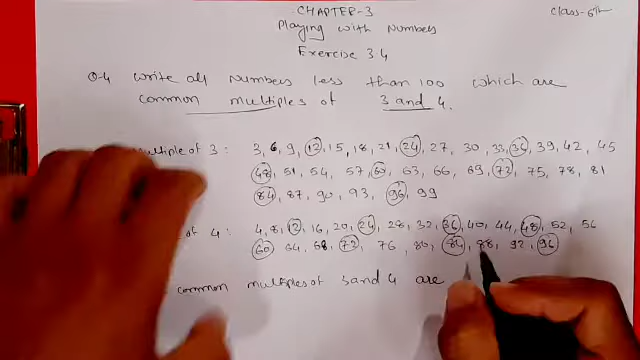 CHAPTER-3
Class-6th
Playing with Numbers
Exercise 3.4
Q.4 Write all Numbers less than 100 which are
common multiples of 3 and 4.
multiple of 3 : 3, 6, 9, 12, 15, 18, 21, 24, 27, 30, 33, 36, 39, 42, 45
48, 51, 54, 57, 60, 63, 66, 69, 72, 75, 78, 81
84, 87, 90, 93, 96, 99
of 4 : 4, 8, 12, 16, 20, 24, 28, 32, 36, 40, 44, 48, 52, 56
60, 64, 68, 72, 76, 80, 84, 88, 92, 96
common multiples of 3 and 4 are